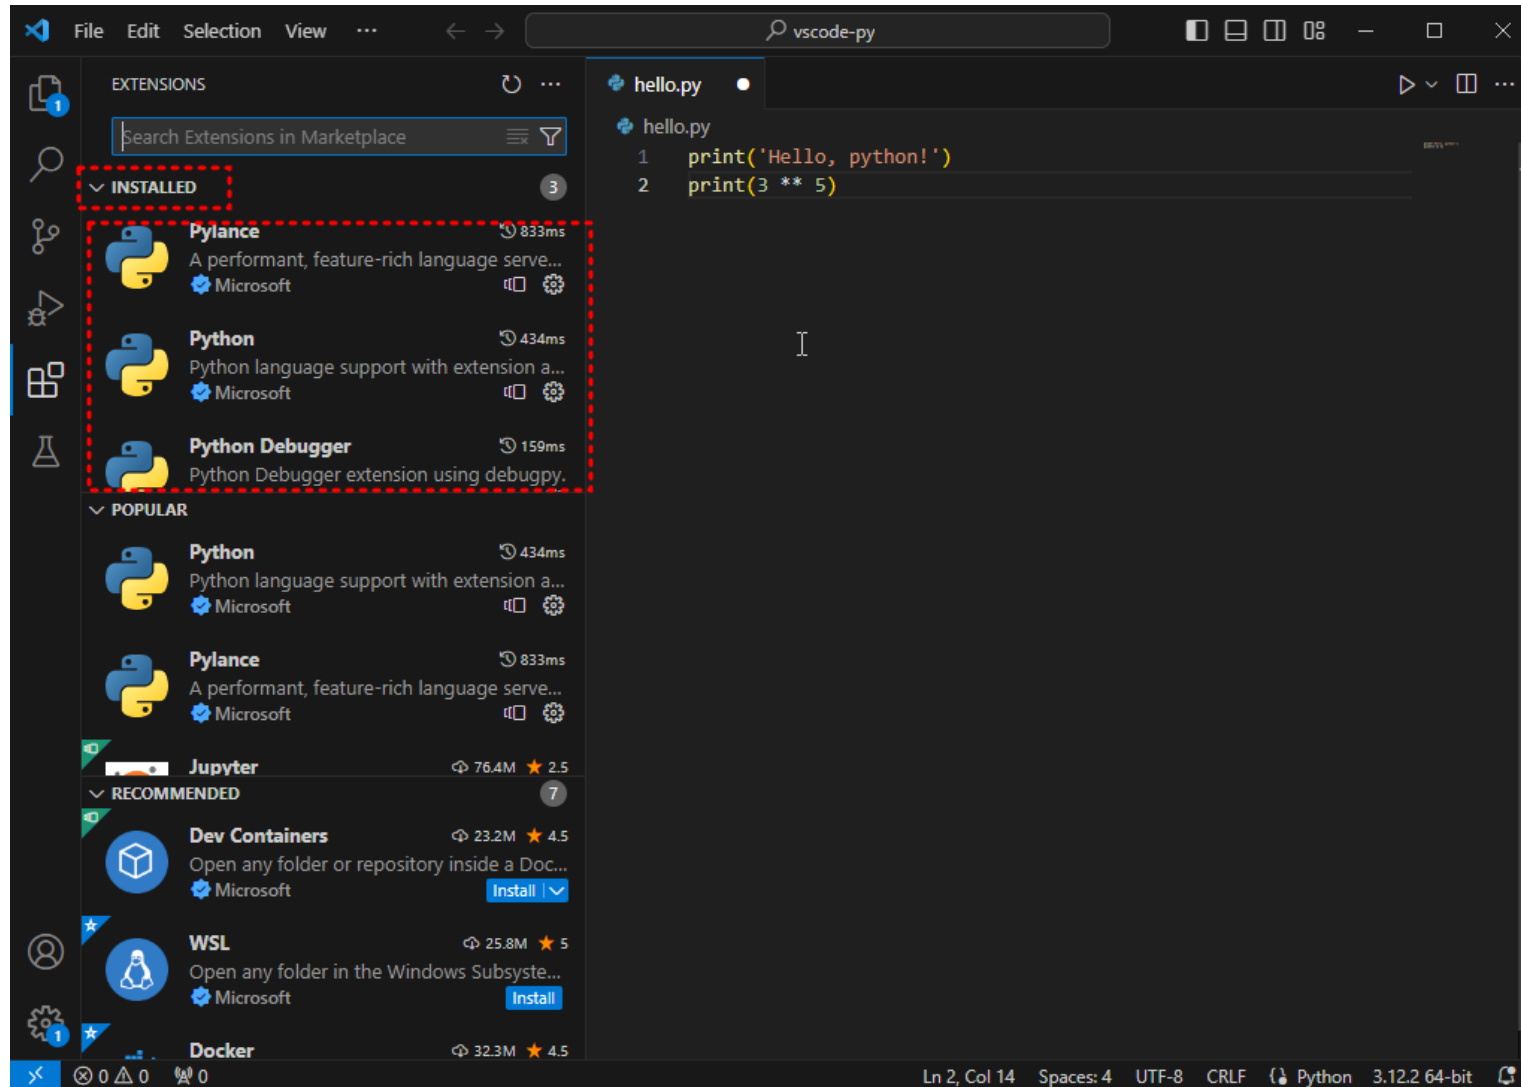 File Edit Selection View ··· vscode-py
EXTENSIONS
Search Extensions in Marketplace
INSTALLED 3
Pylance 833ms
A performant, feature-rich language serve...
Microsoft
Python 434ms
Python language support with extension a...
Microsoft
Python Debugger 159ms
Python Debugger extension using debugpy.
POPULAR
Python 434ms
Python language support with extension a...
Microsoft
Pylance 833ms
A performant, feature-rich language serve...
Microsoft
Jupyter 76.4M 2.5
RECOMMENDED 7
Dev Containers 23.2M 4.5
Open any folder or repository inside a Doc...
Microsoft Install
WSL 25.8M 5
Open any folder in the Windows Subsyste...
Microsoft Install
Docker 32.3M 4.5
1
1
hello.py
hello.py
1 print('Hello, python!')
2 print(3 ** 5)
0 0 0 Ln 2, Col 14 Spaces: 4 UTF-8 CRLF Python 3.12.2 64-bit